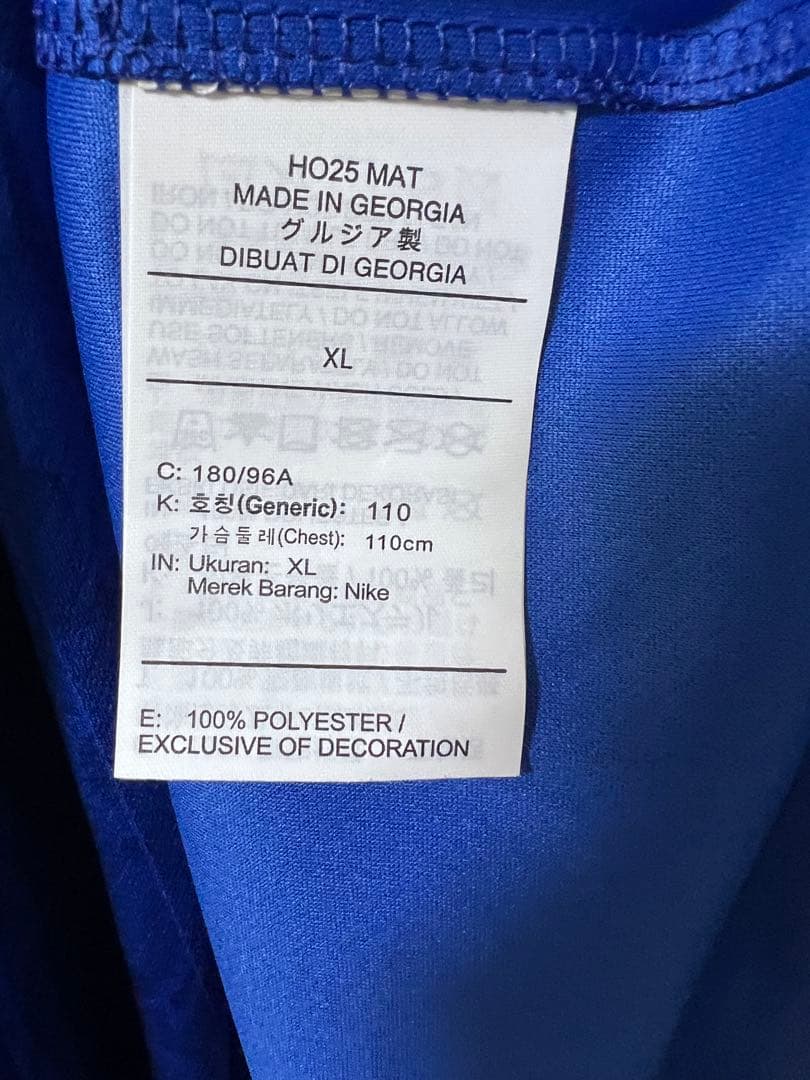 HO25 MAT
MADE IN GEORGIA
グルジア製
DIBUAT DI GEORGIA
XL
C: 180/96A
K: 호칭(Generic): 110
가슴둘레(Chest): 110cm
IN: Ukuran: XL
Merek Barang: Nike
E: 100% POLYESTER /
EXCLUSIVE OF DECORATION